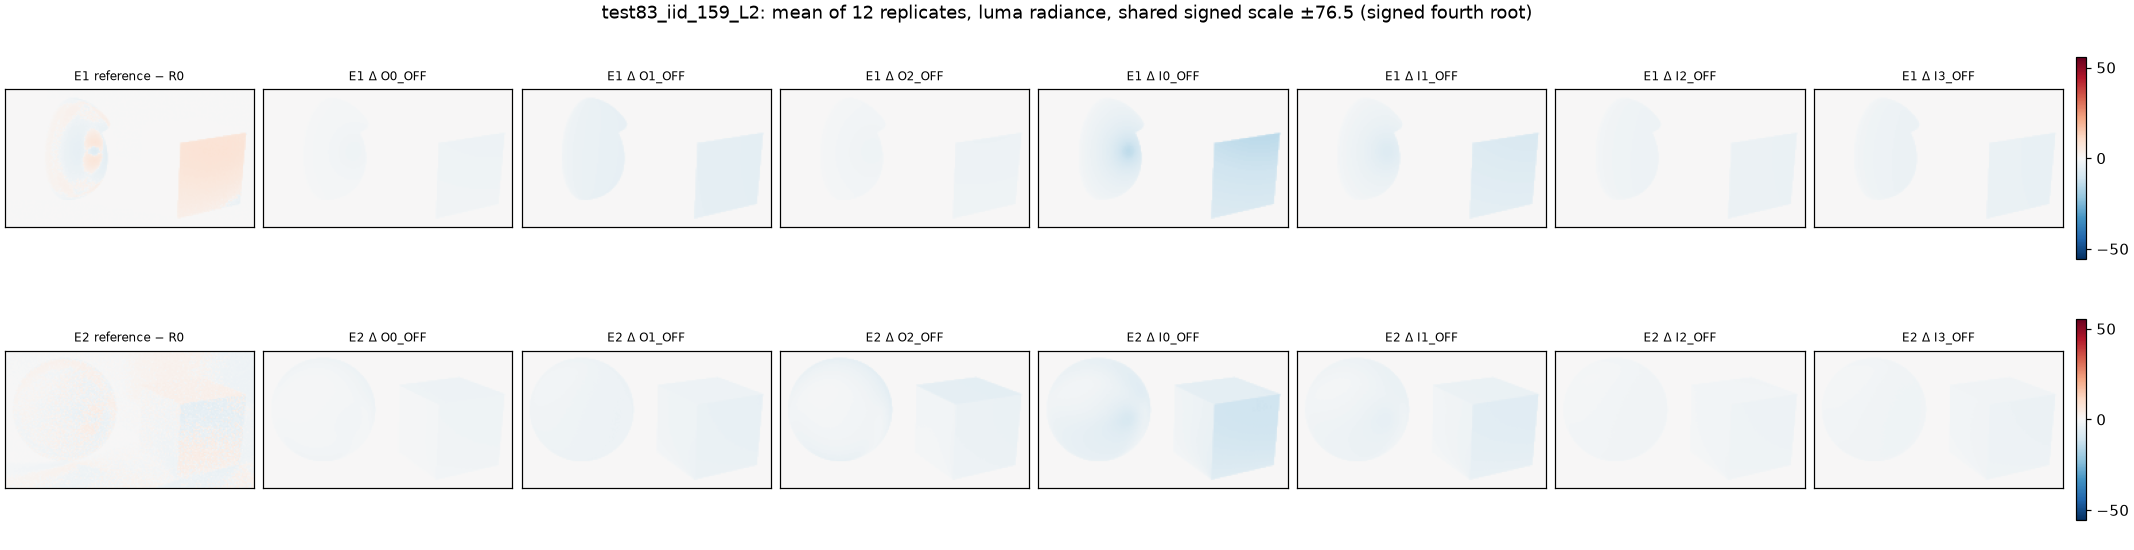 test83_iid_159_L2: mean of 12 replicates, luma radiance, shared signed scale ±76.5 (signed fourth root)
E1 reference − R0
E1 Δ O0_OFF
E1 Δ O1_OFF
E1 Δ O2_OFF
E1 Δ I0_OFF
E1 Δ I1_OFF
E1 Δ I2_OFF
E1 Δ I3_OFF
50
0
−50
E2 reference − R0
E2 Δ O0_OFF
E2 Δ O1_OFF
E2 Δ O2_OFF
E2 Δ I0_OFF
E2 Δ I1_OFF
E2 Δ I2_OFF
E2 Δ I3_OFF
50
0
−50